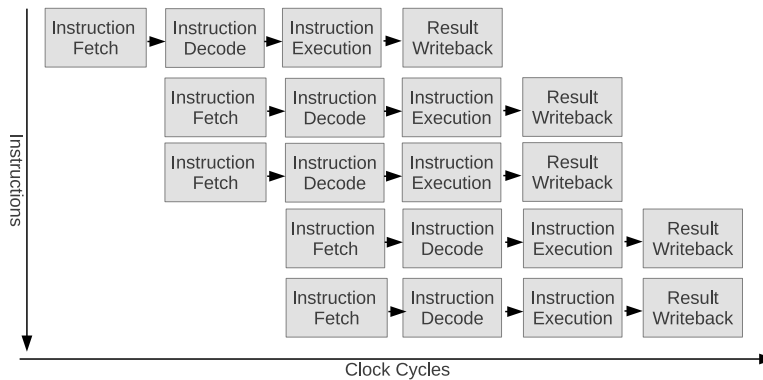 Instruction
Fetch
Instruction
Decode
Instruction
Execution
Result
Writeback
Instruction
Fetch
Instruction
Decode
Instruction
Execution
Result
Writeback
Instruction
Fetch
Instruction
Decode
Instruction
Execution
Result
Writeback
Instruction
Fetch
Instruction
Decode
Instruction
Execution
Result
Writeback
Instruction
Fetch
Instruction
Decode
Instruction
Execution
Result
Writeback
Instructions
Clock Cycles